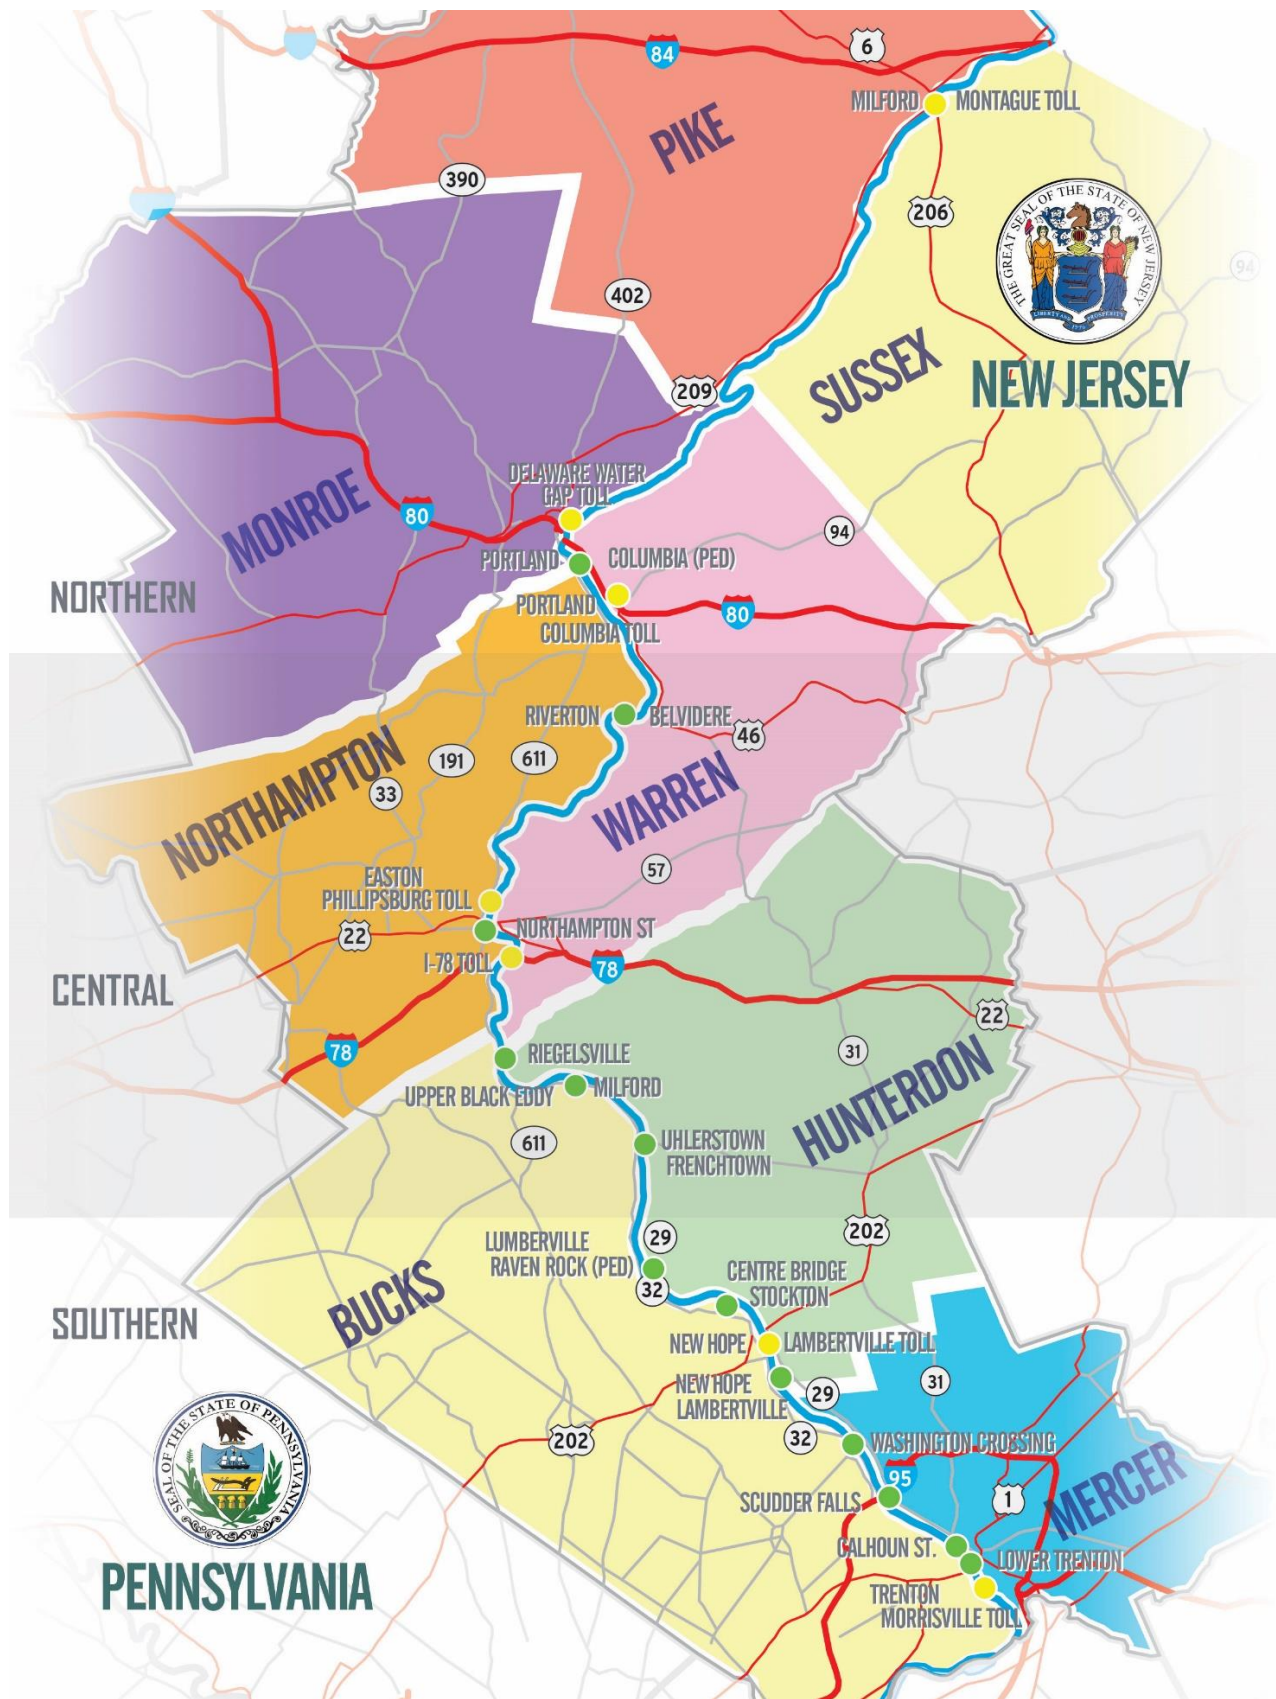 84
6
MILFORD
MONTAGUE TOLL
PIKE
390
206
THE GREAT SEAL OF THE STATE OF NEW JERSEY
LIBERTY AND PROSPERITY
1776
94
402
SUSSEX
NEW JERSEY
209
DELAWARE WATER
GAP TOLL
MONROE
80
94
PORTLAND
COLUMBIA (PED)
NORTHERN
PORTLAND
COLUMBIA TOLL
80
RIVERTON
BELVIDERE
46
NORTHAMPTON
191
611
33
WARREN
57
EASTON
PHILLIPSBURG TOLL
22
NORTHAMPTON ST
I-78 TOLL
78
CENTRAL
22
78
31
RIEGELSVILLE
HUNTERDON
UPPER BLACK EDDY
MILFORD
611
UHLERSTOWN
FRENCHTOWN
202
29
LUMBERVILLE
RAVEN ROCK (PED)
32
CENTRE BRIDGE
STOCKTON
BUCKS
SOUTHERN
NEW HOPE
LAMBERTVILLE TOLL
NEW HOPE
LAMBERTVILLE
29
31
SEAL OF THE STATE OF PENNSYLVANIA
202
32
WASHINGTON CROSSING
95
MERCER
SCUDDER FALLS
1
CALHOUN ST.
LOWER TRENTON
PENNSYLVANIA
TRENTON
MORRISVILLE TOLL